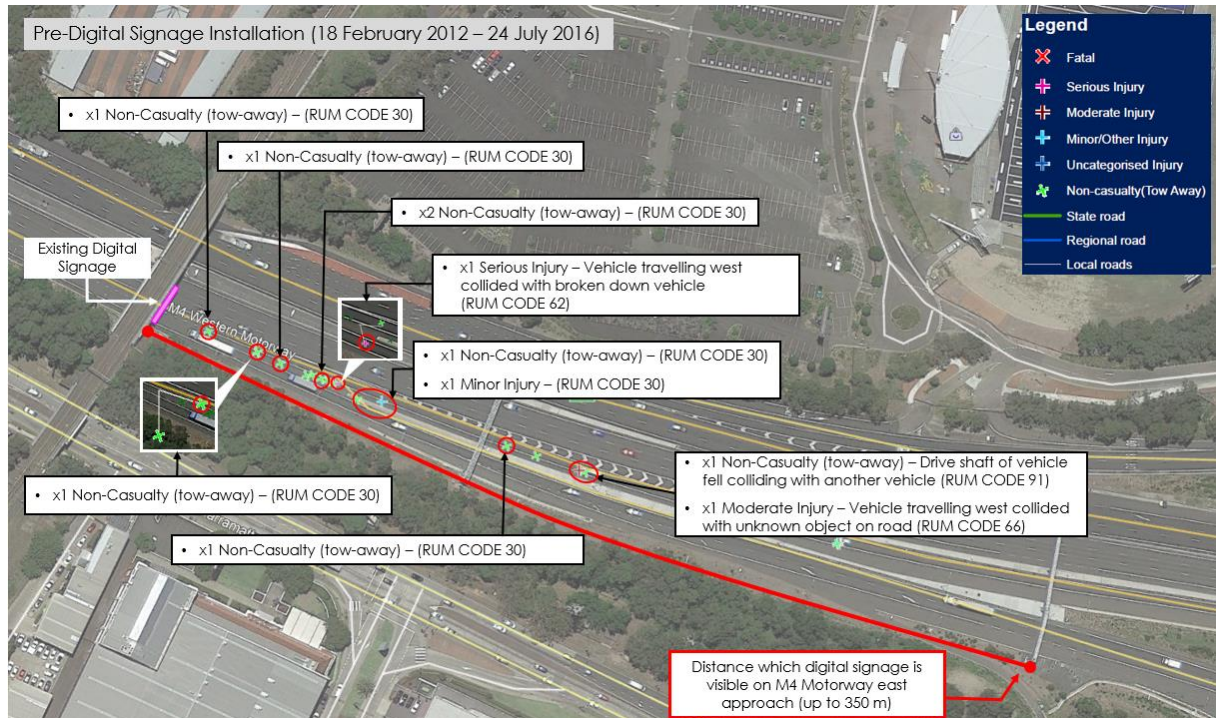 Pre-Digital Signage Installation (18 February 2012 – 24 July 2016)
Legend
Fatal
Serious Injury
Moderate Injury
Minor/Other Injury
Uncategorised Injury
Non-casualty(Tow Away)
State road
Regional road
Local roads
• x1 Non-Casualty (tow-away) – (RUM CODE 30)
• x1 Non-Casualty (tow-away) – (RUM CODE 30)
• x2 Non-Casualty (tow-away) – (RUM CODE 30)
Existing Digital
Signage
• x1 Serious Injury – Vehicle travelling west
collided with broken down vehicle
(RUM CODE 62)
M4 Western Motorway
• x1 Non-Casualty (tow-away) – (RUM CODE 30)
• x1 Minor Injury – (RUM CODE 30)
• x1 Non-Casualty (tow-away) – (RUM CODE 30)
• x1 Non-Casualty (tow-away) – Drive shaft of vehicle
fell colliding with another vehicle (RUM CODE 91)
• x1 Moderate Injury – Vehicle travelling west collided
with unknown object on road (RUM CODE 66)
• x1 Non-Casualty (tow-away) – (RUM CODE 30)
Distance which digital signage is
visible on M4 Motorway east
approach (up to 350 m)